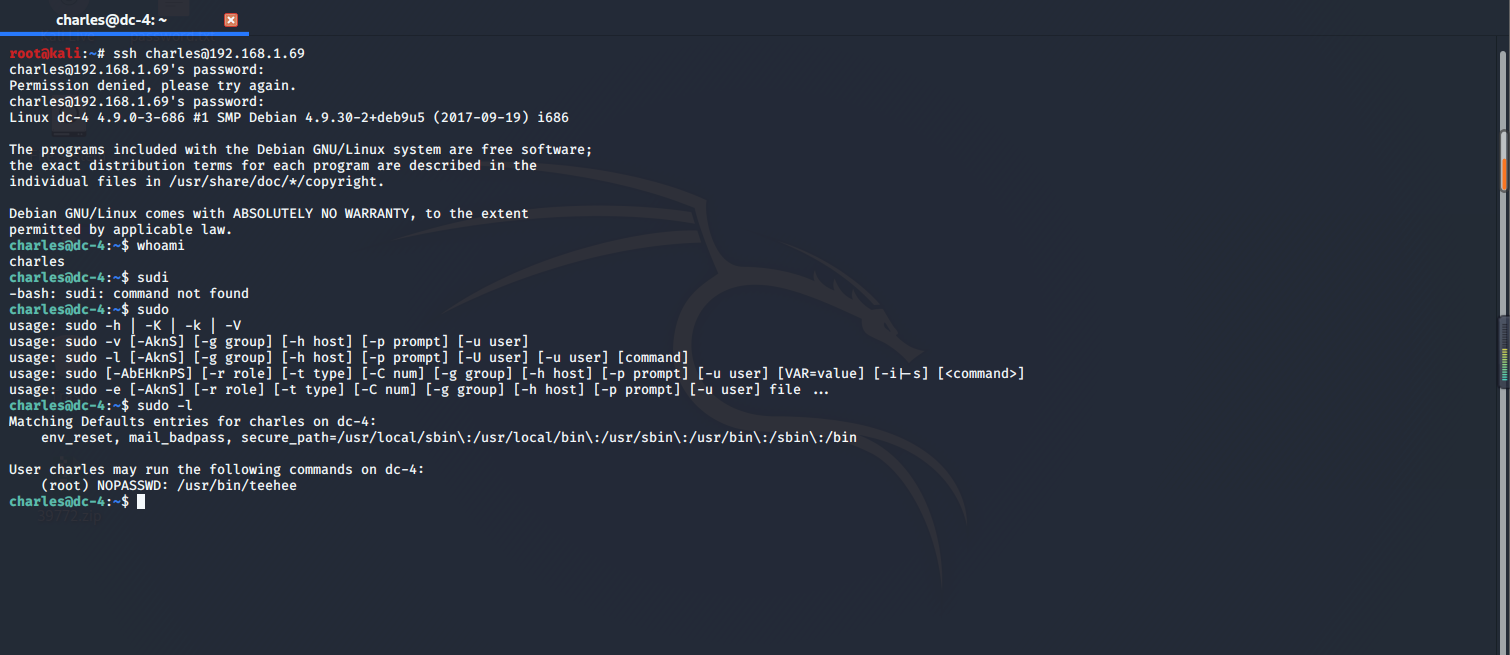 charles@dc-4: ~
root@kali:~# ssh charles@192.168.1.69
charles@192.168.1.69's password:
Permission denied, please try again.
charles@192.168.1.69's password:
Linux dc-4 4.9.0-3-686 #1 SMP Debian 4.9.30-2+deb9u5 (2017-09-19) i686
The programs included with the Debian GNU/Linux system are free software;
the exact distribution terms for each program are described in the
individual files in /usr/share/doc/*/copyright.
Debian GNU/Linux comes with ABSOLUTELY NO WARRANTY, to the extent
permitted by applicable law.
charles@dc-4:~$ whoami
charles
charles@dc-4:~$ sudi
-bash: sudi: command not found
charles@dc-4:~$ sudo
usage: sudo -h | -K | -k | -V
usage: sudo -v [-AknS] [-g group] [-h host] [-p prompt] [-u user]
usage: sudo -l [-AknS] [-g group] [-h host] [-p prompt] [-U user] [-u user] [command]
usage: sudo [-AbEHknPS] [-r role] [-t type] [-C num] [-g group] [-h host] [-p prompt] [-u user] [VAR=value] [-i|-s] [<command>]
usage: sudo -e [-AknS] [-r role] [-t type] [-C num] [-g group] [-h host] [-p prompt] [-u user] file ...
charles@dc-4:~$ sudo -l
Matching Defaults entries for charles on dc-4:
    env_reset, mail_badpass, secure_path=/usr/local/sbin\:/usr/local/bin\:/usr/sbin\:/usr/bin\:/sbin\:/bin
User charles may run the following commands on dc-4:
    (root) NOPASSWD: /usr/bin/teehee
charles@dc-4:~$